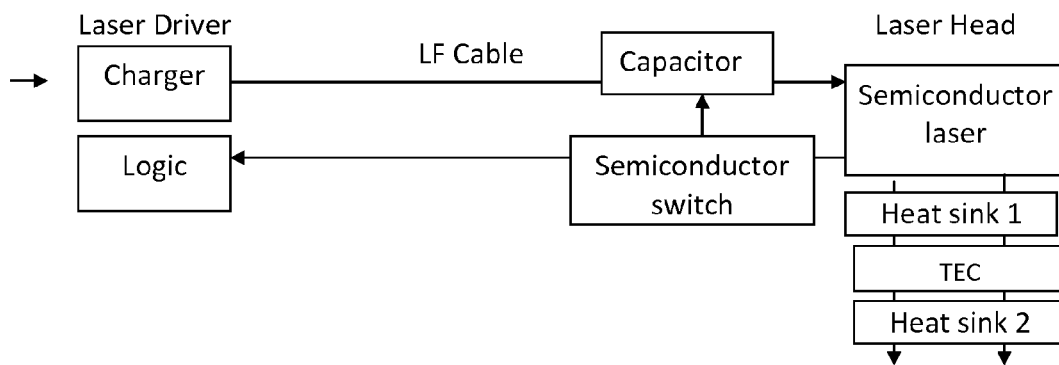 Laser Driver
Laser Head
Charger
LF Cable
Capacitor
Semiconductor
laser
Logic
Semiconductor
switch
Heat sink 1
TEC
Heat sink 2